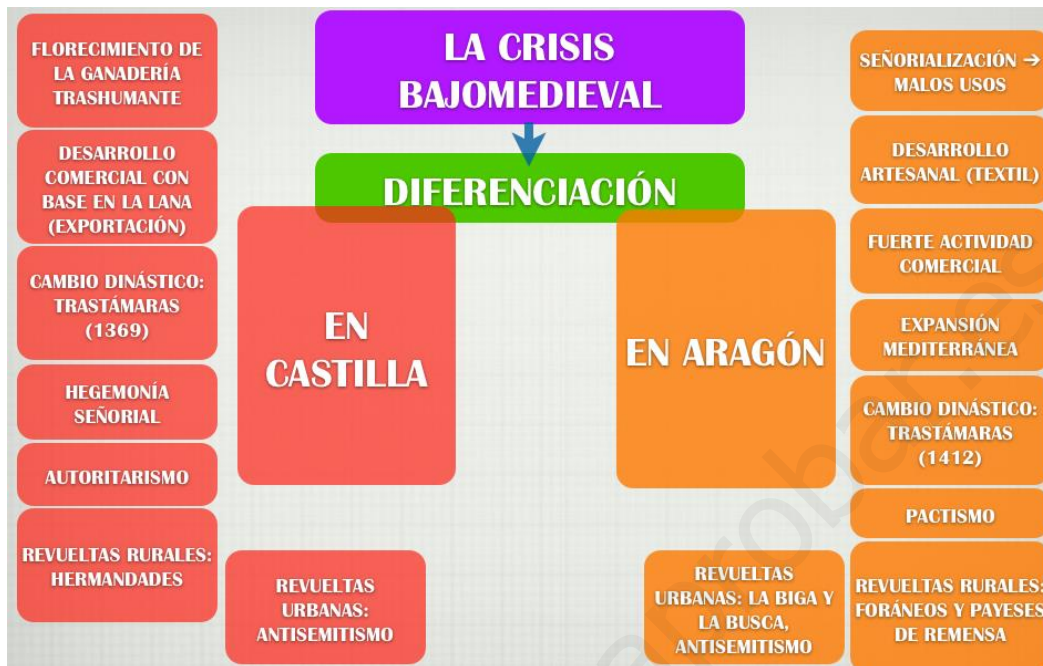 LA CRISIS
BAJOMEDIEVAL
DIFERENCIACIÓN
EN
CASTILLA
FLORECIMIENTO DE
LA GANADERÍA
TRASHUMANTE
DESARROLLO
COMERCIAL CON
BASE EN LA LANA
(EXPORTACIÓN)
CAMBIO DINÁSTICO:
TRASTÁMARAS
(1369)
HEGEMONÍA
SEÑORIAL
AUTORITARISMO
REVUELTAS RURALES:
HERMANDADES
REVUELTAS
URBANAS:
ANTISEMITISMO
EN ARAGÓN
SEÑORIALIZACIÓN →
MALOS USOS
DESARROLLO
ARTESANAL (TEXTIL)
FUERTE ACTIVIDAD
COMERCIAL
EXPANSIÓN
MEDITERRÁNEA
CAMBIO DINÁSTICO:
TRASTÁMARAS
(1412)
PACTISMO
REVUELTAS RURALES:
FORÁNEOS Y PAYESES
DE REMENSA
REVUELTAS
URBANAS: LA BIGA Y
LA BUSCA,
ANTISEMITISMO